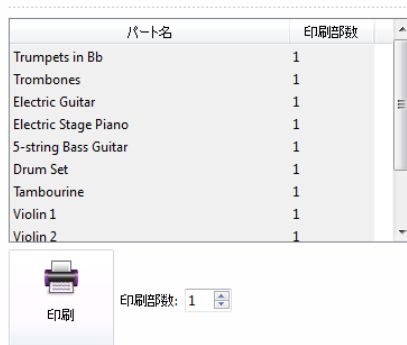 パート名 印刷部数
Trumpets in Bb 1
Trombones 1
Electric Guitar 1
Electric Stage Piano 1
5-string Bass Guitar 1
Drum Set 1
Tambourine 1
Violin 1 1
Violin 2 1
印刷部数: 1
印刷